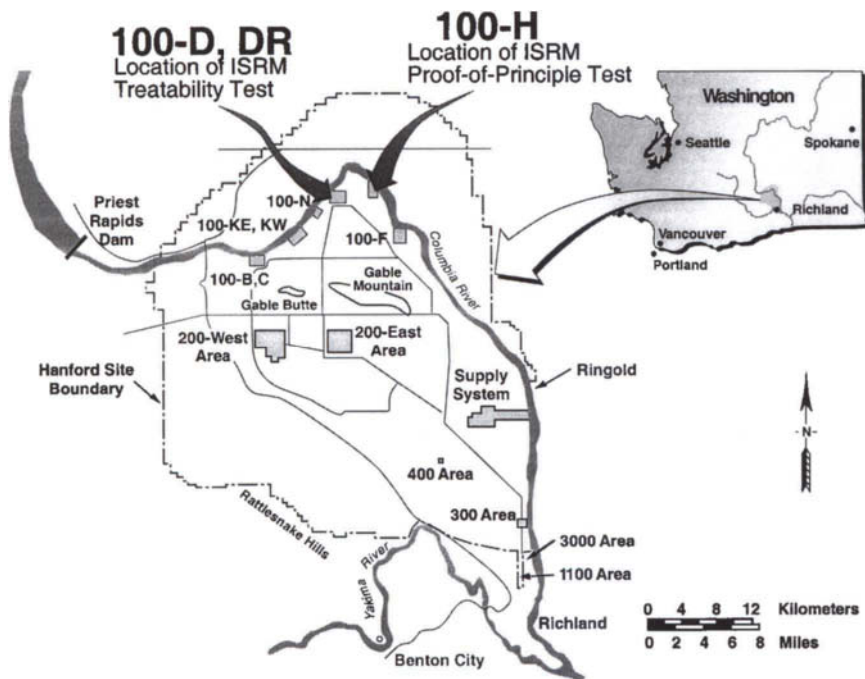 100-D, DR
Location of ISRM
Treatability Test
100-H
Location of ISRM
Proof-of-Principle Test
Washington
Seattle
Spokane
Richland
Vancouver
Portland
Priest
Rapids
Dam
100-N
100-KE, KW
100-F
100-B,C
Columbia River
Gable
Mountain
Gable Butte
200-West
Area
200-East
Area
Hanford Site
Boundary
Supply
System
Ringold
-N-
400 Area
300 Area
Rattlesnake Hills
3000 Area
1100 Area
Yakima River
Richland
Benton City
0 4 8 12 Kilometers
0 2 4 6 8 Miles